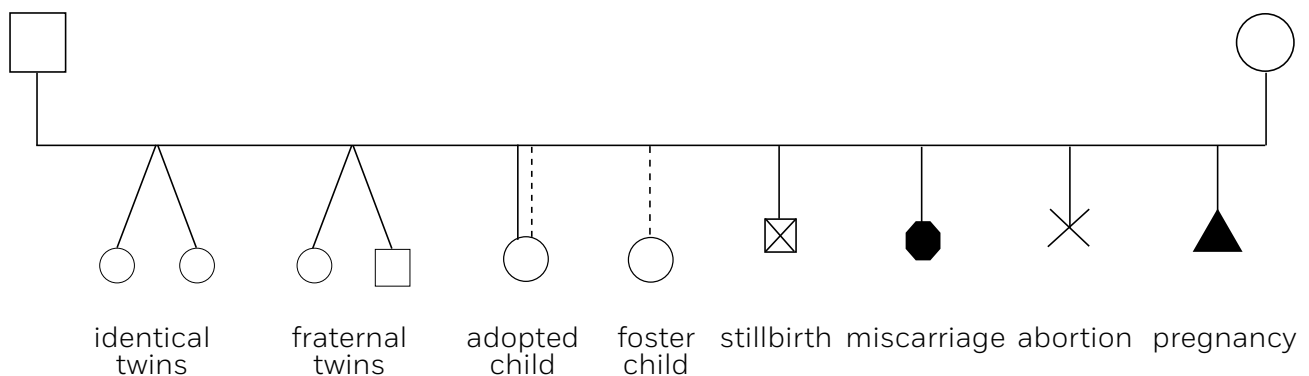 identical
twins
fraternal
twins
adopted
child
foster
child
stillbirth
miscarriage
abortion
pregnancy